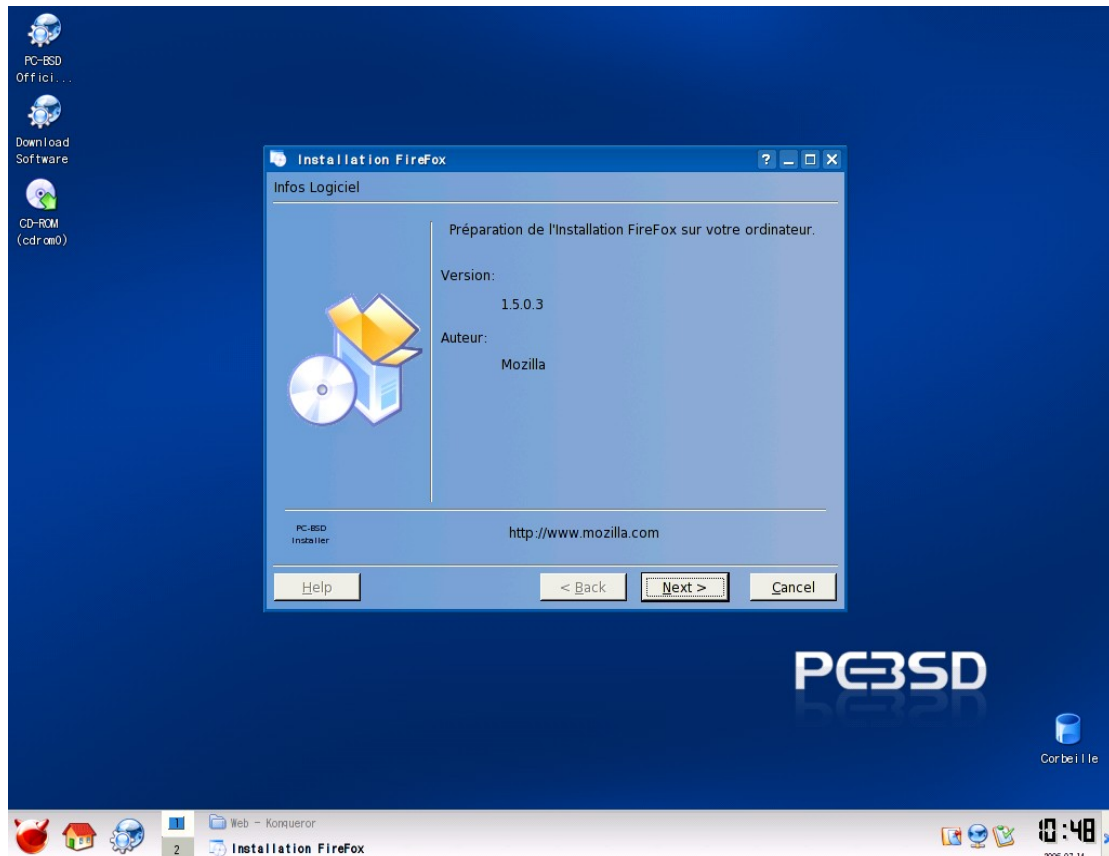 PC-BSD
Offici...
Download
Software
CD-ROM
(cdrom0)
Installation FireFox
Infos Logiciel
Préparation de l'Installation FireFox sur votre ordinateur.
Version:
1.5.0.3
Auteur:
Mozilla
PC-BSD
Installer
http://www.mozilla.com
Help
< Back
Next >
Cancel
PCBSD
Corbeille
1
2
Web - Konqueror
Installation FireFox
10:48